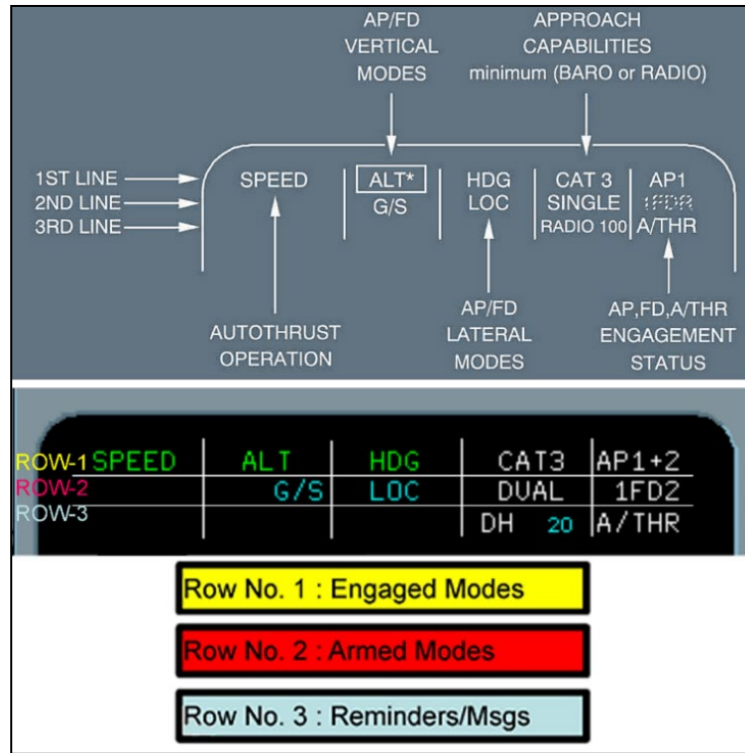 AP/FD
VERTICAL
MODES
APPROACH
CAPABILITIES
minimum (BARO or RADIO)
1ST LINE
2ND LINE
3RD LINE
SPEED
ALT*
G/S
HDG
LOC
CAT 3
SINGLE
RADIO 100
AP1
1FDR
A/THR
AUTOTHRUST
OPERATION
AP/FD
LATERAL
MODES
AP,FD,A/THR
ENGAGEMENT
STATUS
ROW-1 SPEED ALT HDG CAT3 AP1+2
ROW-2 G/S LOC DUAL 1FD2
ROW-3 DH 20 A/THR
Row No. 1 : Engaged Modes
Row No. 2 : Armed Modes
Row No. 3 : Reminders/Msgs